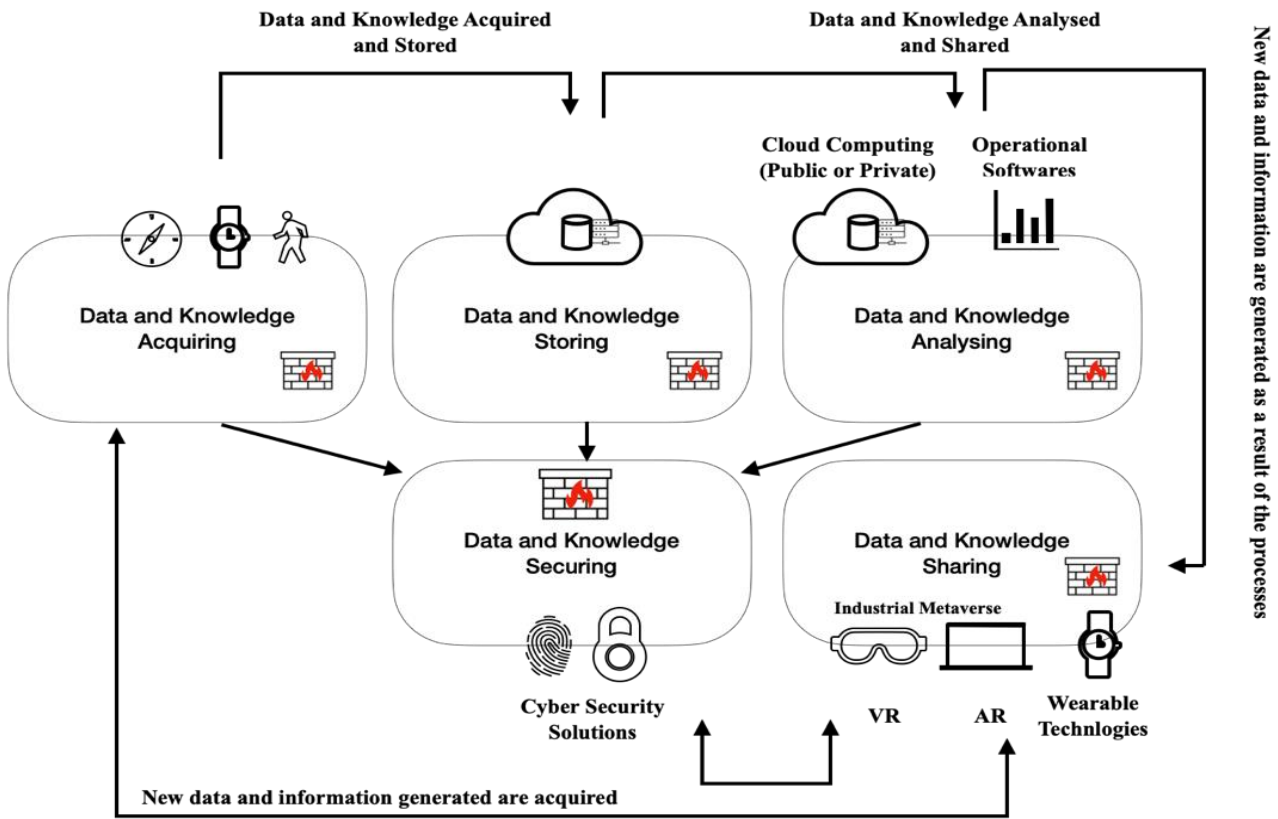 Data and Knowledge Acquired
and Stored
Data and Knowledge Analysed
and Shared
New data and information are generated as a result of the processes
Cloud Computing
(Public or Private)
Operational
Softwares
Data and Knowledge
Acquiring
Data and Knowledge
Storing
Data and Knowledge
Analysing
Data and Knowledge
Securing
Data and Knowledge
Sharing
Industrial Metaverse
Cyber Security
Solutions
VR
AR
Wearable
Technlogies
New data and information generated are acquired